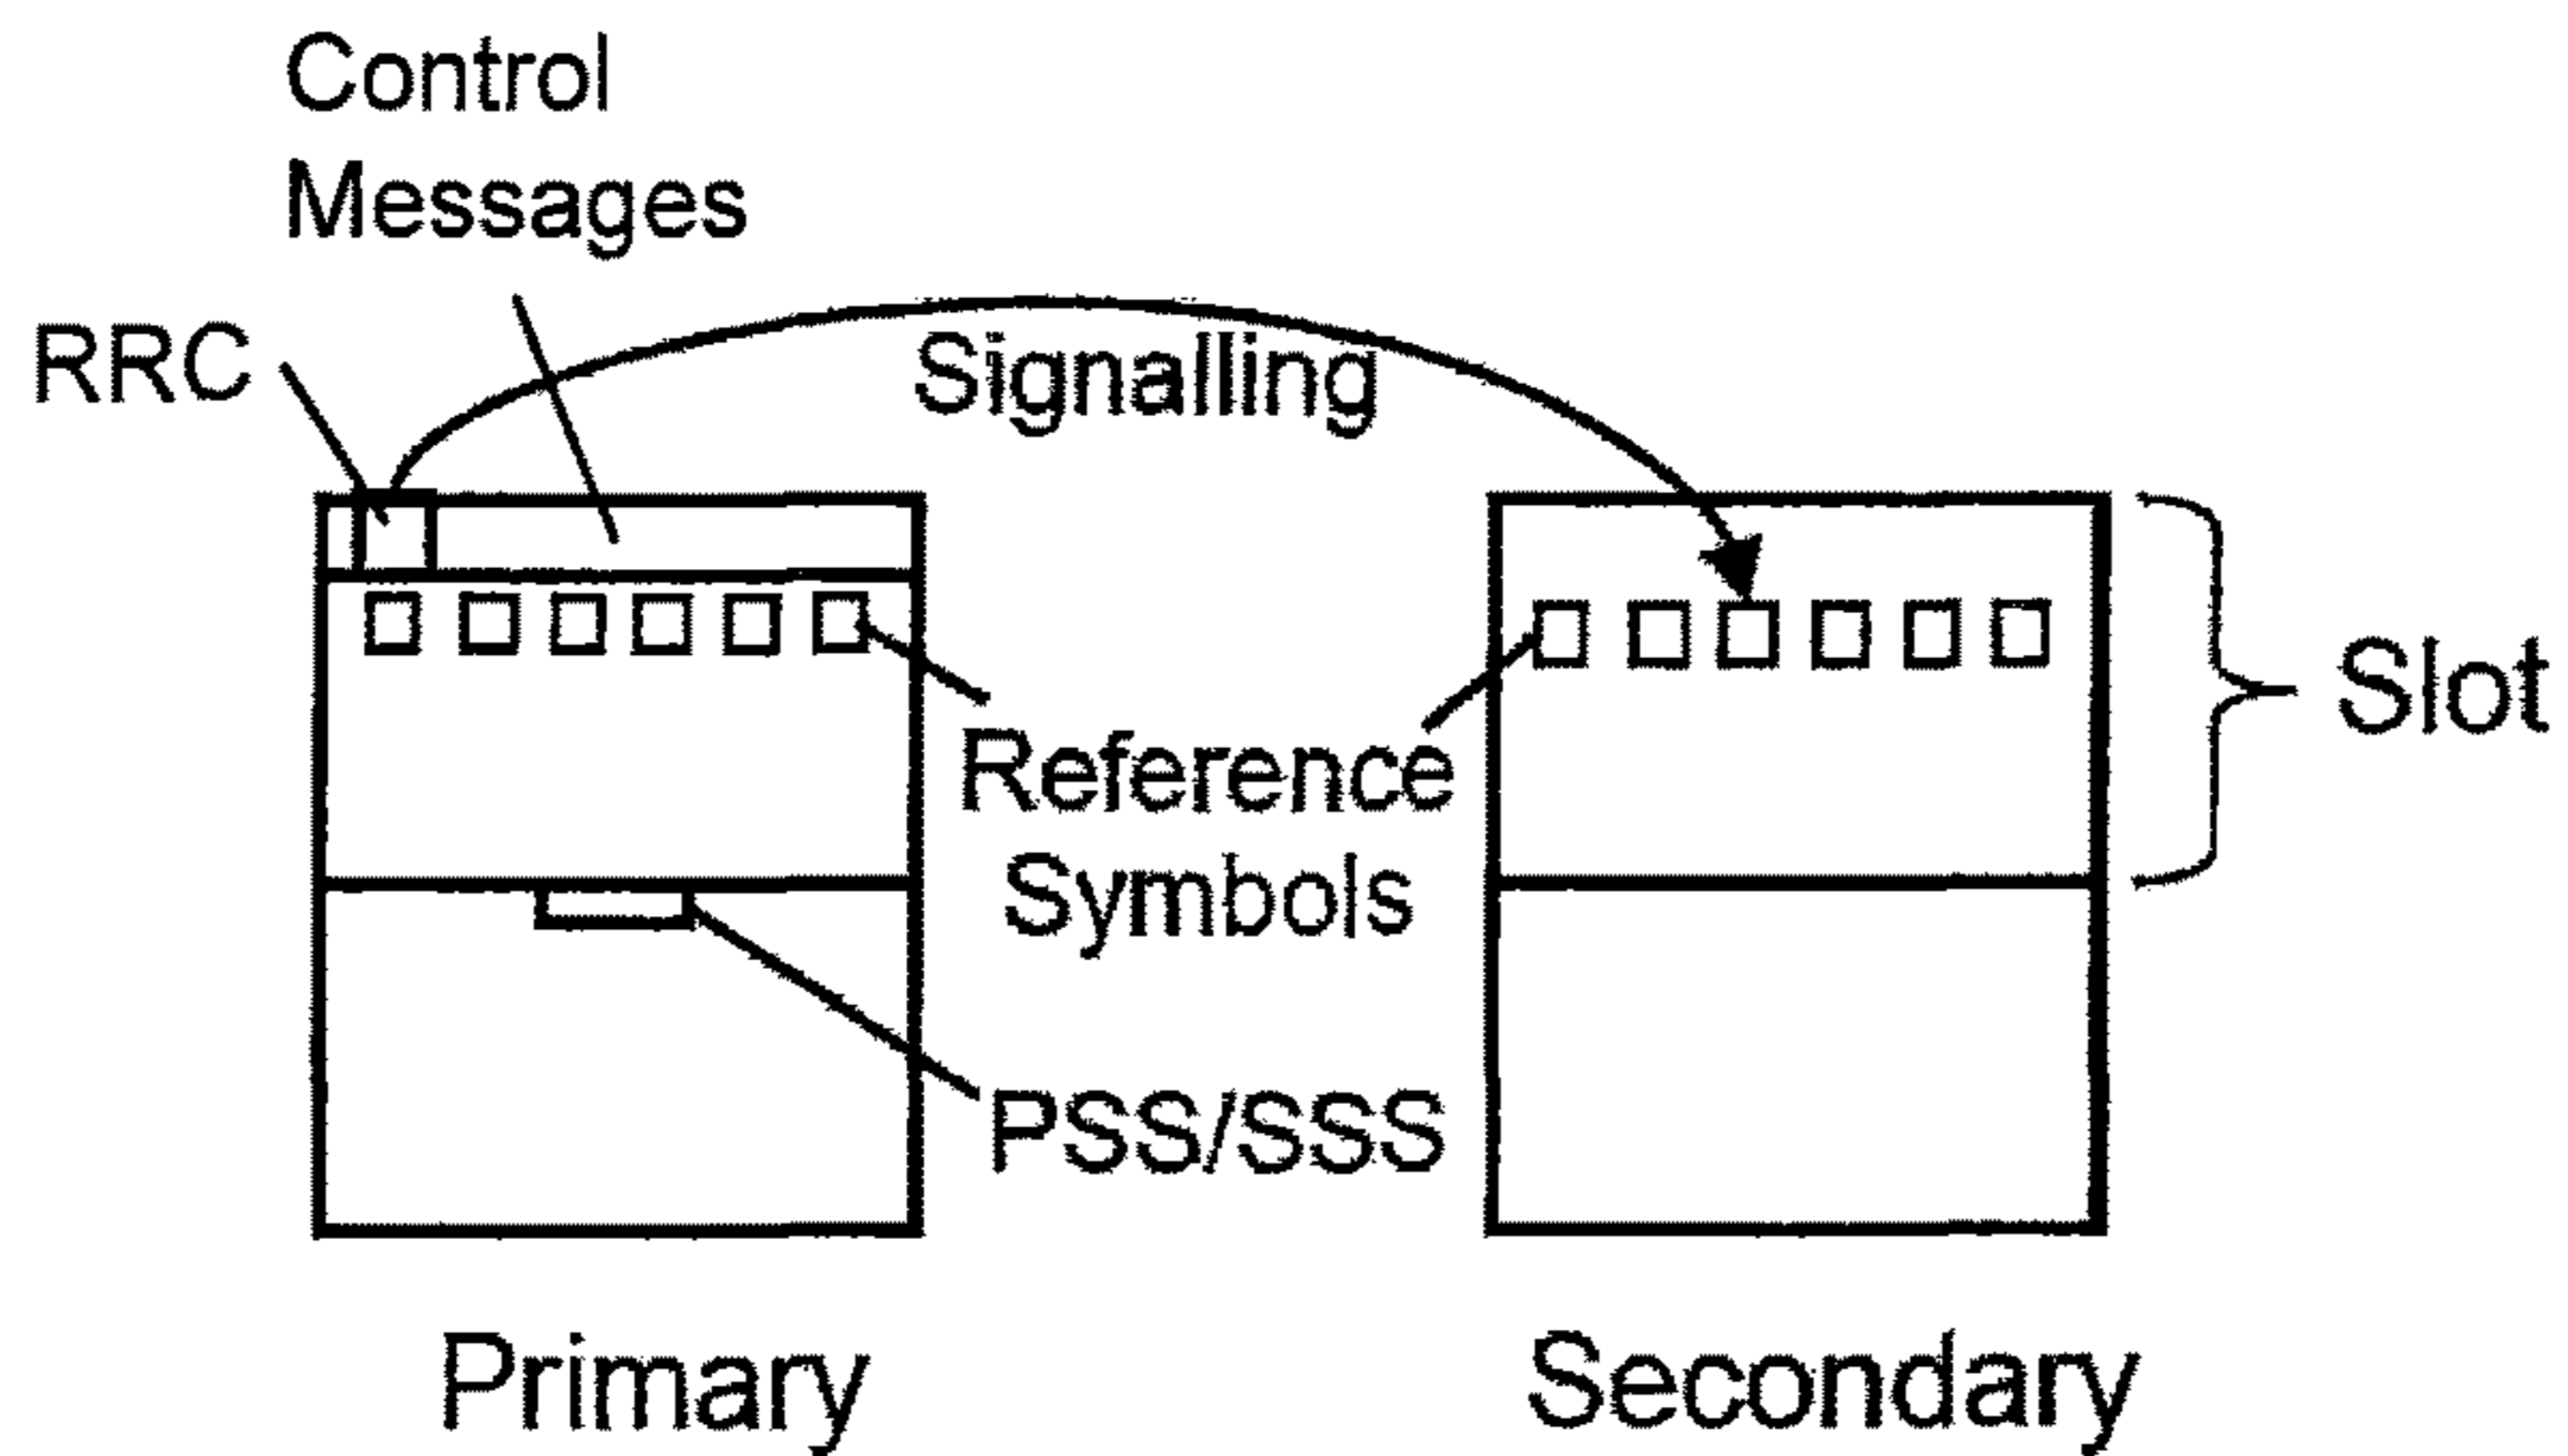 Control
Messages
RRC
Signalling
Slot
Reference
Symbols
PSS/SSS
Primary
Secondary